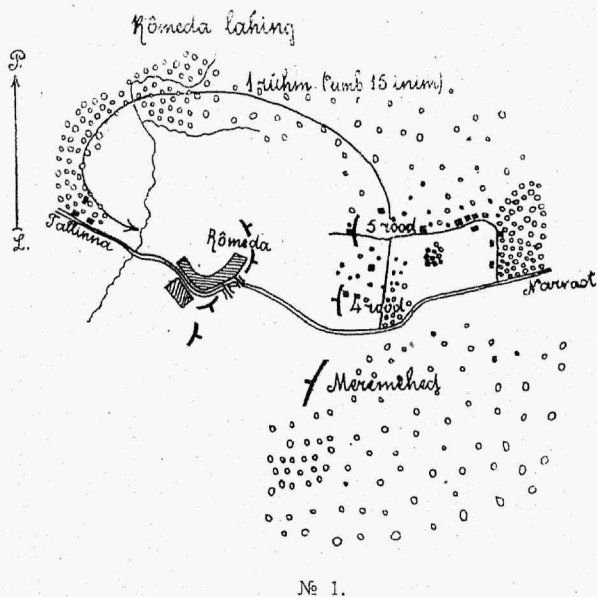 Rõmeda lahing
P.
1 rühm (umb 15 inim).
L.
Tallinna
Rõmeda
5 rood
Narvast
4 rood
Meremehed
№ 1.